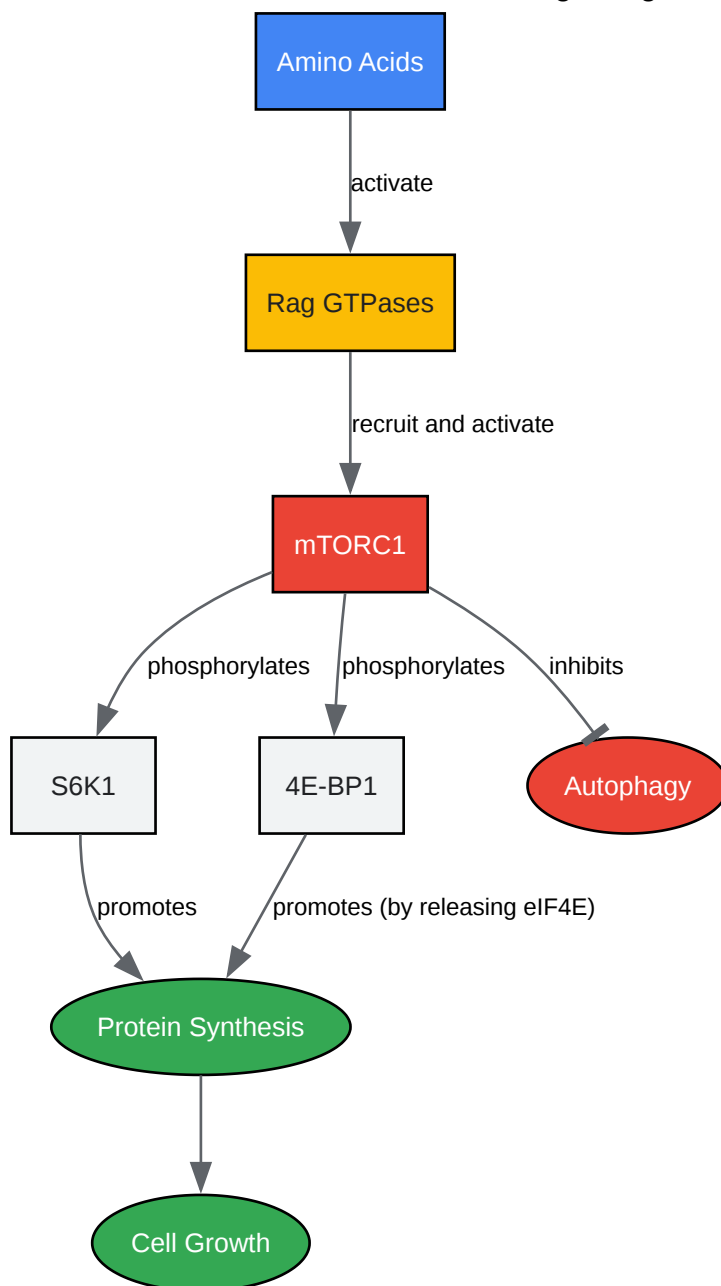 Amino Acids
activate
Rag GTPases
recruit and activate
mTORC1
phosphorylates phosphorylates inhibits
S6K1 4E-BP1 Autophagy
promotes promotes (by releasing eIF4E)
Protein Synthesis
Cell Growth